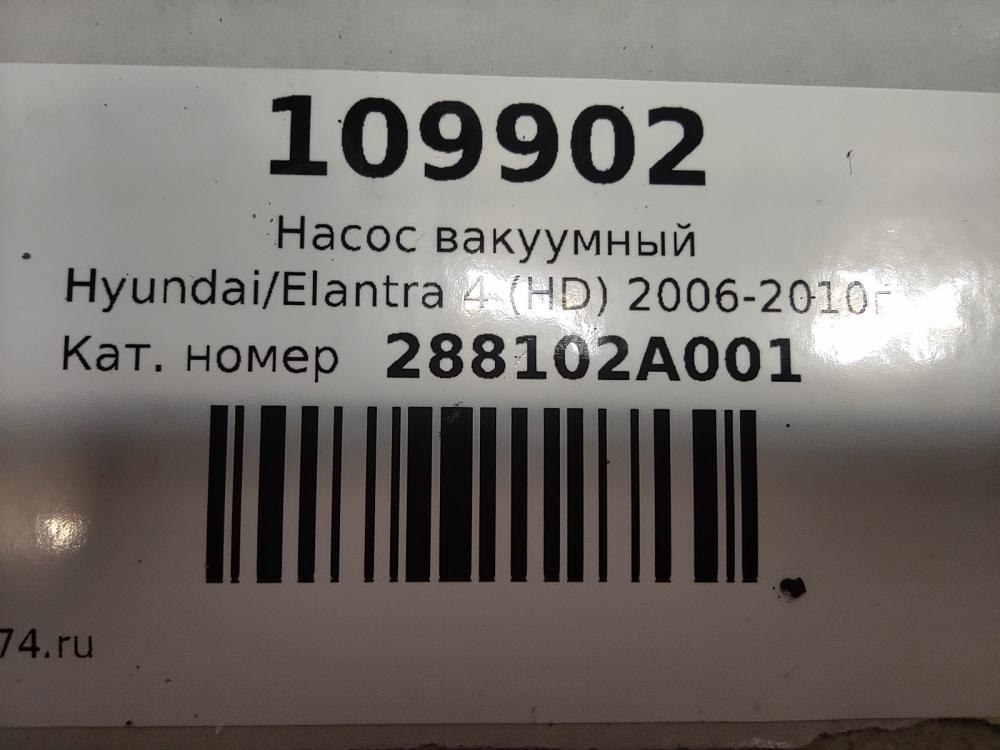 109902
Насос вакуумный
Hyundai/Elantra 4 (HD) 2006-2010г
Кат. номер 288102A001
74.ru